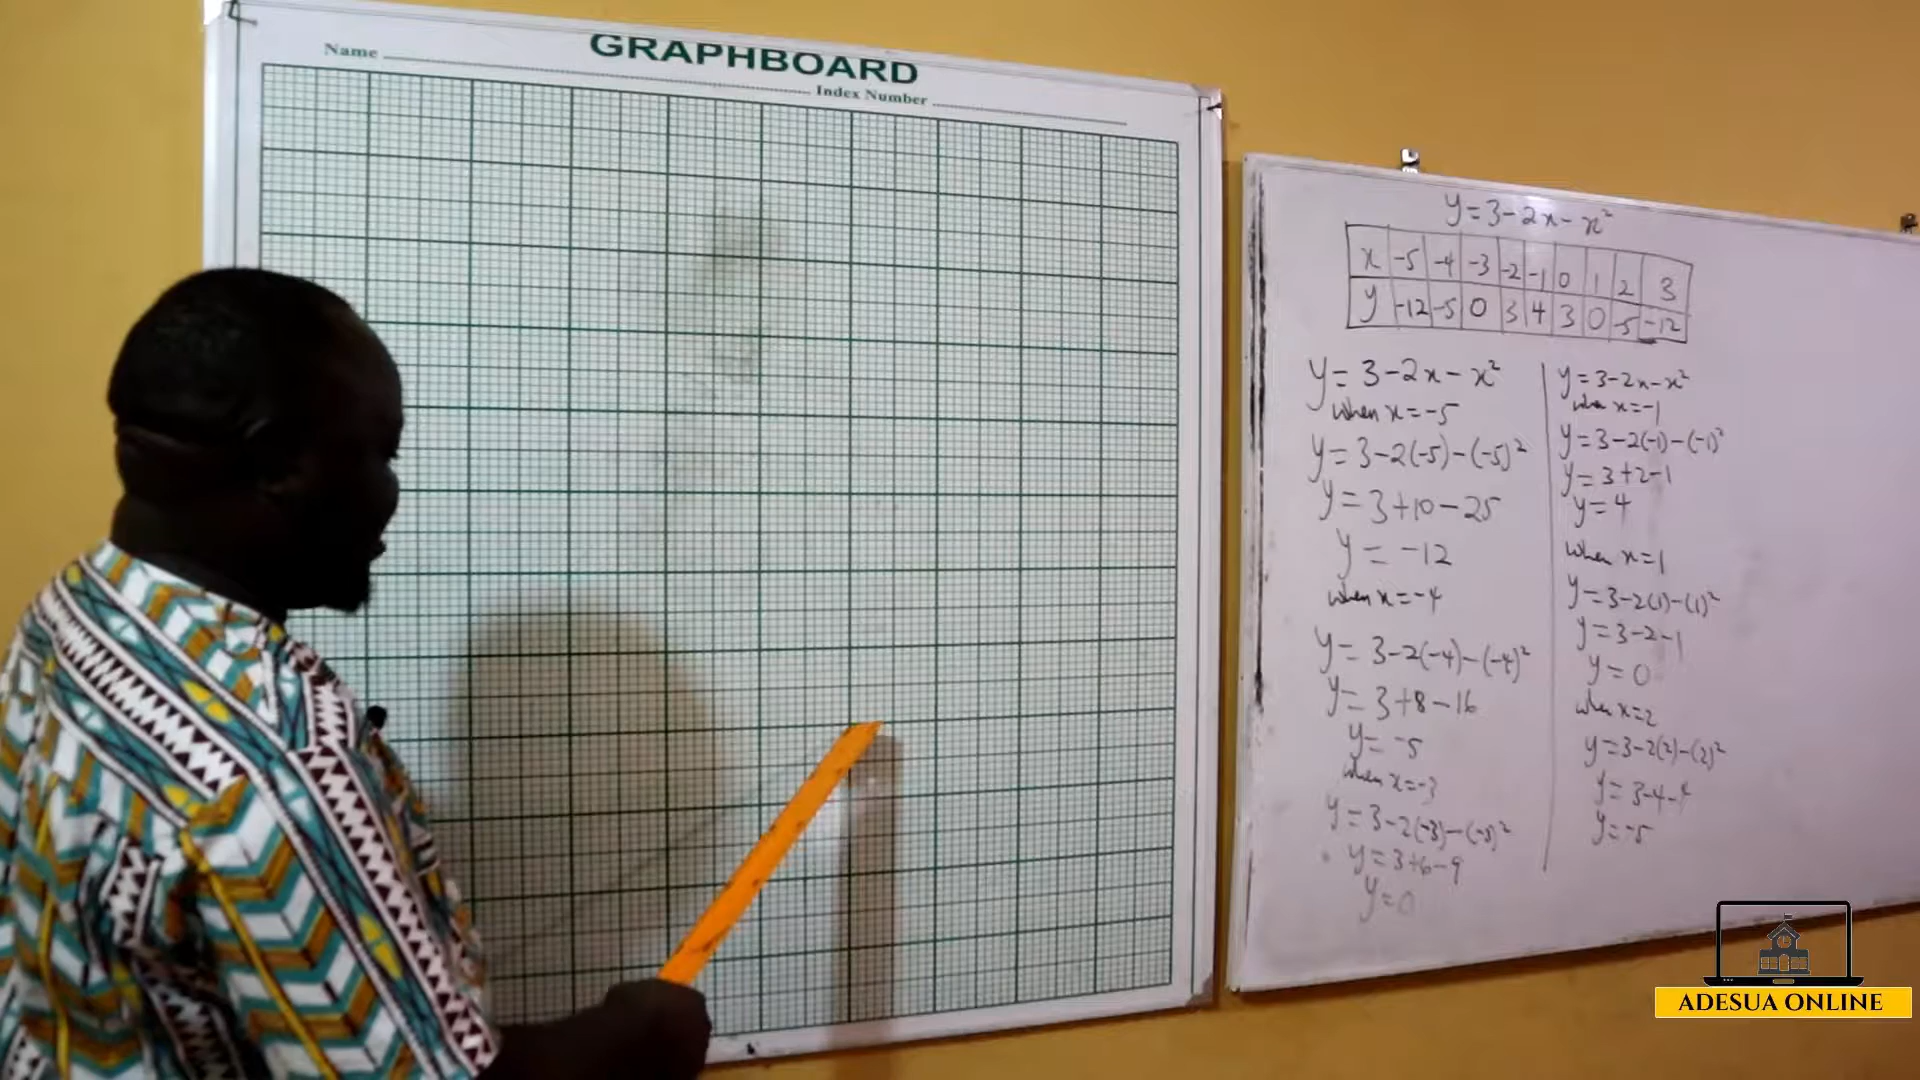 GRAPHBOARD
Name
Index Number
y = 3 - 2x - x²
x -5 -4 -3 -2 -1 0 1 2 3
y -12 -5 0 3 4 3 0 -5 -12
y = 3 - 2x - x²
when x = -5
y = 3 - 2(-5) - (-5)²
y = 3 + 10 - 25
y = -12
when x = -4
y = 3 - 2(-4) - (-4)²
y = 3 + 8 - 16
y = -5
when x = -3
y = 3 - 2(-3) - (-3)²
y = 3 + 6 - 9
y = 0
y = 3 - 2x - x²
when x = -1
y = 3 - 2(-1) - (-1)²
y = 3 + 2 - 1
y = 4
when x = 1
y = 3 - 2(1) - (1)²
y = 3 - 2 - 1
y = 0
when x = 2
y = 3 - 2(2) - (2)²
y = 3 - 4 - 4
y = -5
ADESUA ONLINE